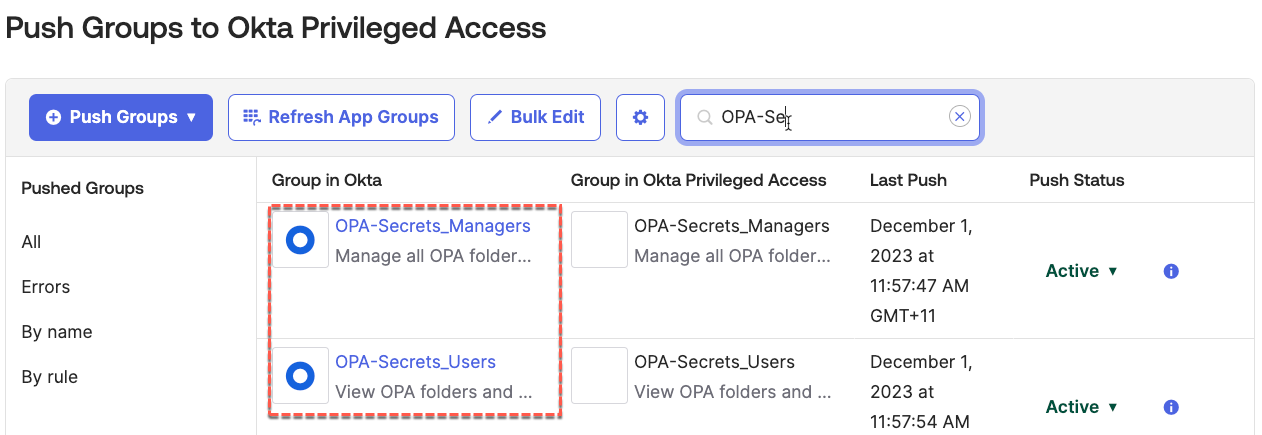 Push Groups to Okta Privileged Access
Push Groups ▼
Refresh App Groups
Bulk Edit
OPA-Se
Pushed Groups
All
Errors
By name
By rule
Group in Okta
Group in Okta Privileged Access
Last Push
Push Status
OPA-Secrets_Managers
Manage all OPA folder...
OPA-Secrets_Managers
Manage all OPA folder...
December 1,
2023 at
11:57:47 AM
GMT+11
Active ▼
OPA-Secrets_Users
View OPA folders and ...
OPA-Secrets_Users
View OPA folders and ...
December 1,
2023 at
11:57:54 AM
Active ▼